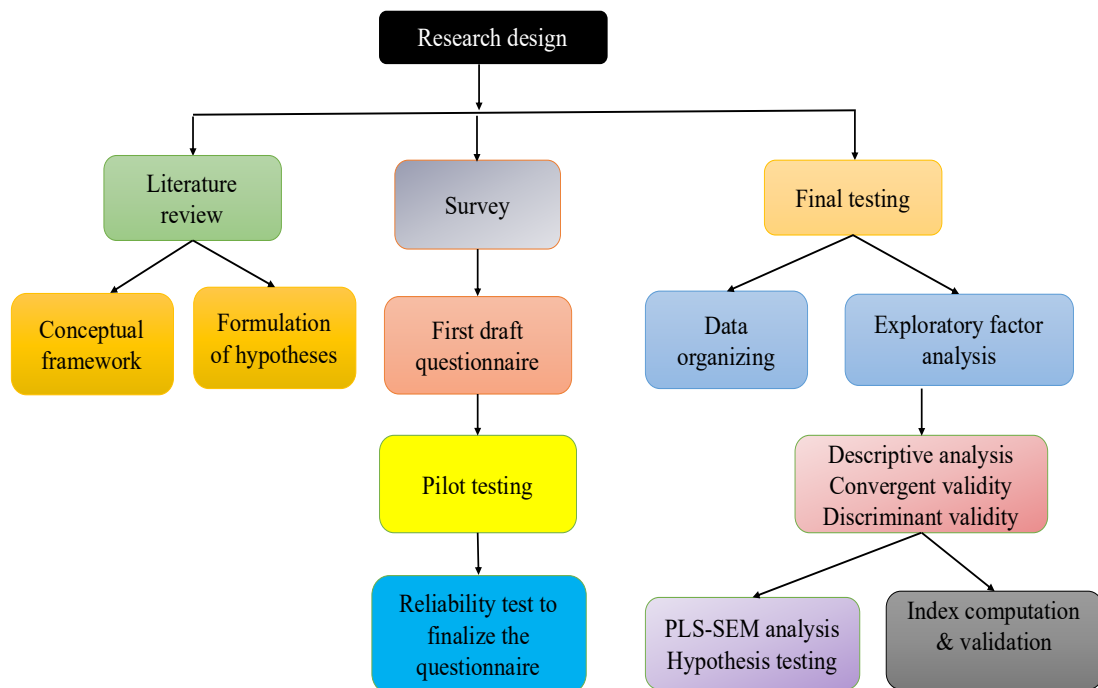 Research design
Literature
review
Survey
Final testing
Conceptual
framework
Formulation
of hypotheses
First draft
questionnaire
Data
organizing
Exploratory factor
analysis
Pilot testing
Descriptive analysis
Convergent validity
Discriminant validity
Reliability test to
finalize the
questionnaire
PLS-SEM analysis
Hypothesis testing
Index computation
& validation